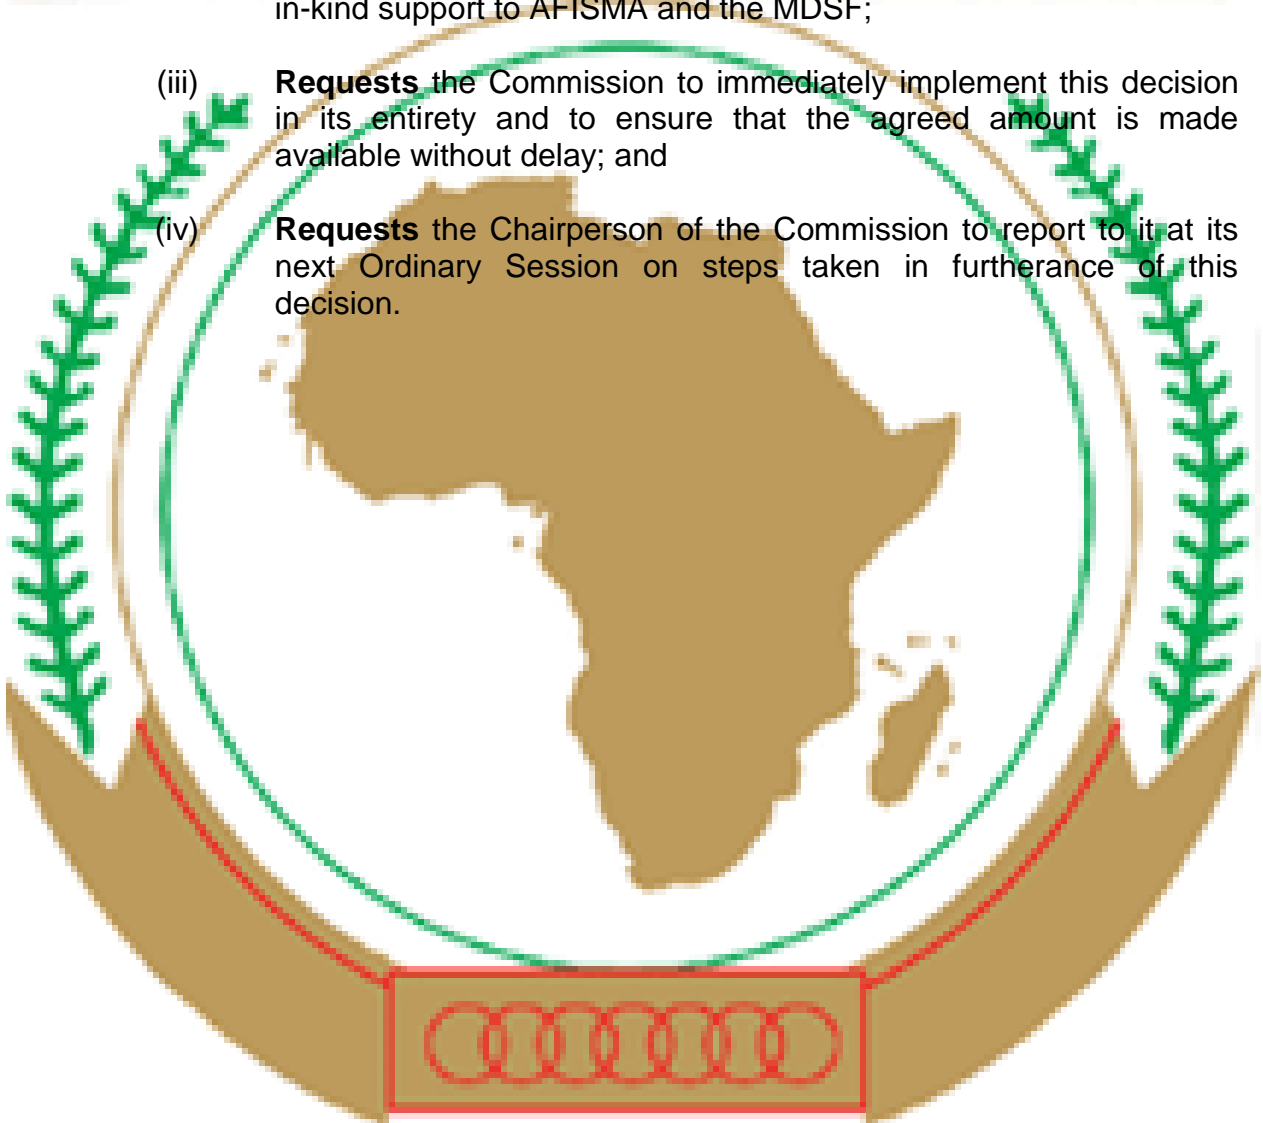 in-kind support to AFISMA and the MDSF;
(iii) Requests the Commission to immediately implement this decision
in its entirety and to ensure that the agreed amount is made
available without delay; and
(iv) Requests the Chairperson of the Commission to report to it at its
next Ordinary Session on steps taken in furtherance of this
decision.